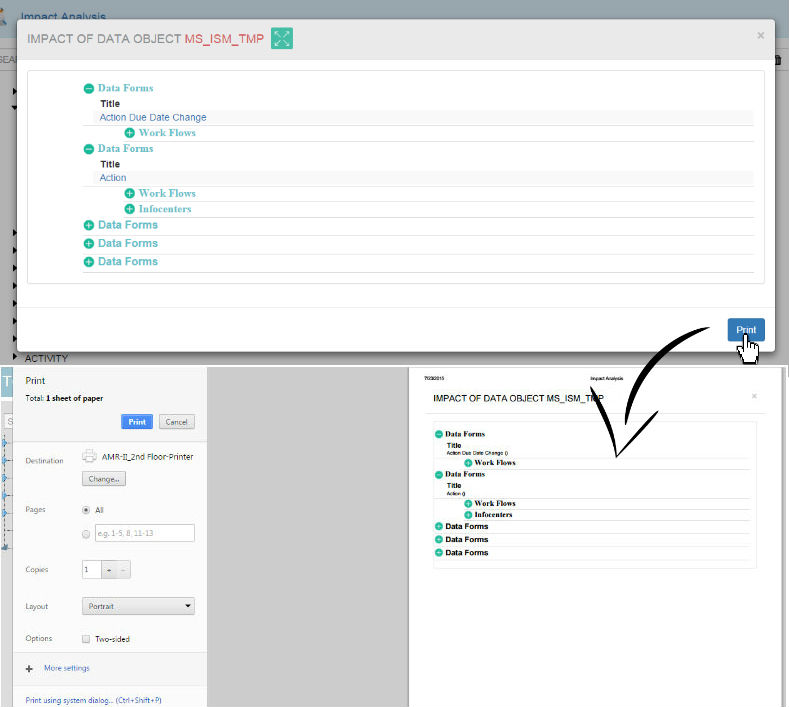 Impact Analysis
IMPACT OF DATA OBJECT MS_ISM_TMP
×
Data Forms
Title
Action Due Date Change
Work Flows
Data Forms
Title
Action
Work Flows
Infocenters
Data Forms
Data Forms
Data Forms
Print
ACTIVITY
Print
Total: 1 sheet of paper
Print Cancel
Destination AMR-II_2nd Floor-Printer
Change...
Pages All
e.g. 1-5, 8, 11-13
Copies 1 + -
Layout Portrait
Options Two-sided
+ More settings
Print using system dialog... (Ctrl+Shift+P)
7/23/2015 Impact Analysis
IMPACT OF DATA OBJECT MS_ISM_TMP ×
Data Forms
Title
Action Due Date Change ()
Work Flows
Data Forms
Title
Action ()
Work Flows
Infocenters
Data Forms
Data Forms
Data Forms